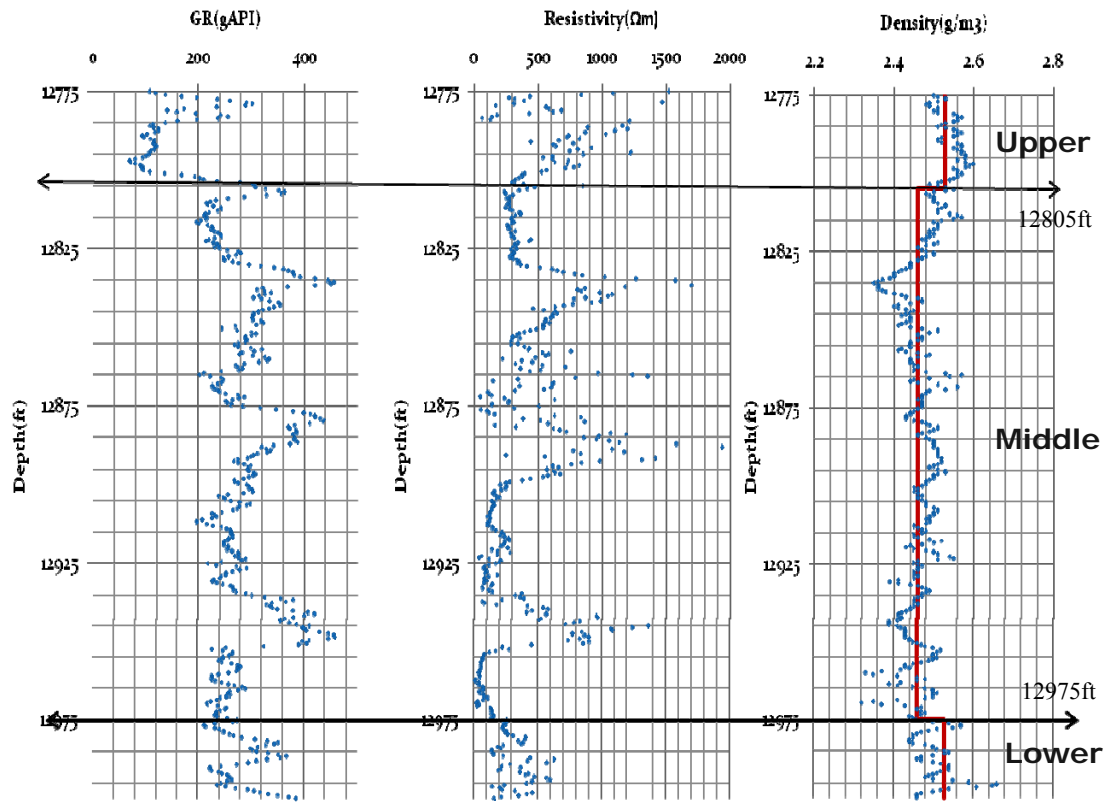 GR(gAPI)
0 200 400
12775
12825
12875
12925
12975
Depth(ft)
Resistivity(Ωm)
0 500 1000 1500 2000
12775
12825
12875
12925
12975
Depth(ft)
Density(g/m3)
2.2 2.4 2.6 2.8
12775
12825
12875
12925
12975
Depth(ft)
Upper
12805ft
Middle
12975ft
Lower